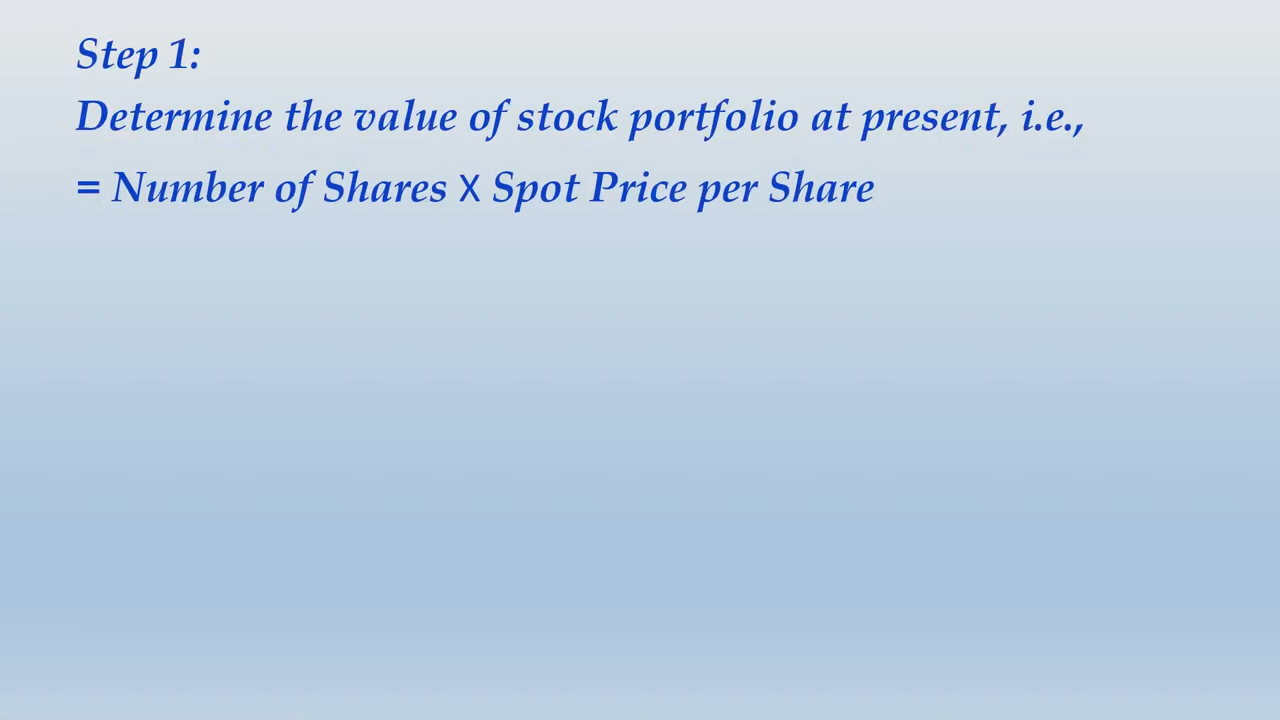 Step 1:
Determine the value of stock portfolio at present, i.e.,
= Number of Shares X Spot Price per Share